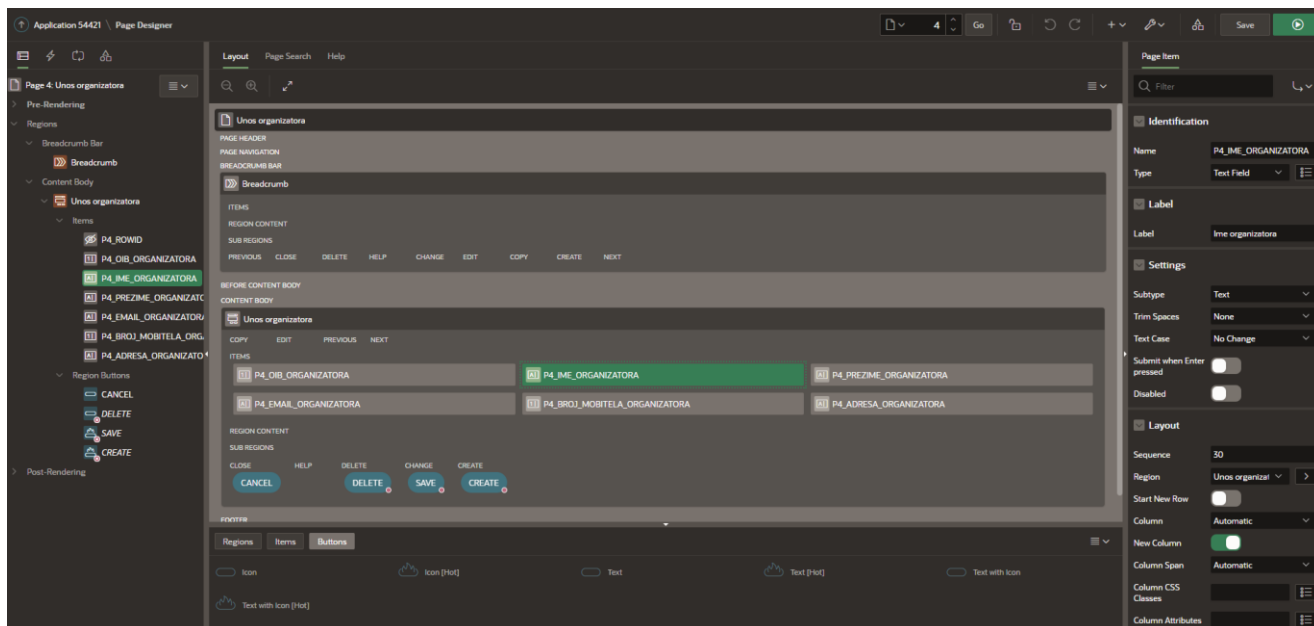 Application 54421 \ Page Designer
4
Go
Save
Page 4: Unos organizatora
Pre-Rendering
Regions
Breadcrumb Bar
Breadcrumb
Content Body
Unos organizatora
Items
P4_ROWID
P4_OIB_ORGANIZATORA
P4_IME_ORGANIZATORA
P4_PREZIME_ORGANIZATC
P4_EMAIL_ORGANIZATOR
P4_BROJ_MOBITELA_ORG.
P4_ADRESA_ORGANIZATO
Region Buttons
CANCEL
DELETE
SAVE
CREATE
Post-Rendering
Layout Page Search Help
Unos organizatora
PAGE HEADER
PAGE NAVIGATION
BREADCRUMB BAR
Breadcrumb
ITEMS
REGION CONTENT
SUB REGIONS
PREVIOUS CLOSE DELETE HELP CHANGE EDIT COPY CREATE NEXT
BEFORE CONTENT BODY
CONTENT BODY
Unos organizatora
COPY EDIT PREVIOUS NEXT
ITEMS
P4_OIB_ORGANIZATORA P4_IME_ORGANIZATORA P4_PREZIME_ORGANIZATORA
P4_EMAIL_ORGANIZATORA P4_BROJ_MOBITELA_ORGANIZATORA P4_ADRESA_ORGANIZATORA
REGION CONTENT
SUB REGIONS
CLOSE HELP DELETE CHANGE CREATE
CANCEL DELETE SAVE CREATE
FOOTER
Regions Items Buttons
Icon Icon [Hot] Text Text [Hot] Text with Icon
Text with Icon [Hot]
Page Item
Filter
Identification
Name P4_IME_ORGANIZATORA
Type Text Field
Label
Label Ime organizatora
Settings
Subtype Text
Trim Spaces None
Text Case No Change
Submit when Enter
pressed
Disabled
Layout
Sequence 30
Region Unos organizat
Start New Row
Column Automatic
New Column
Column Span Automatic
Column CSS
Classes
Column Attributes